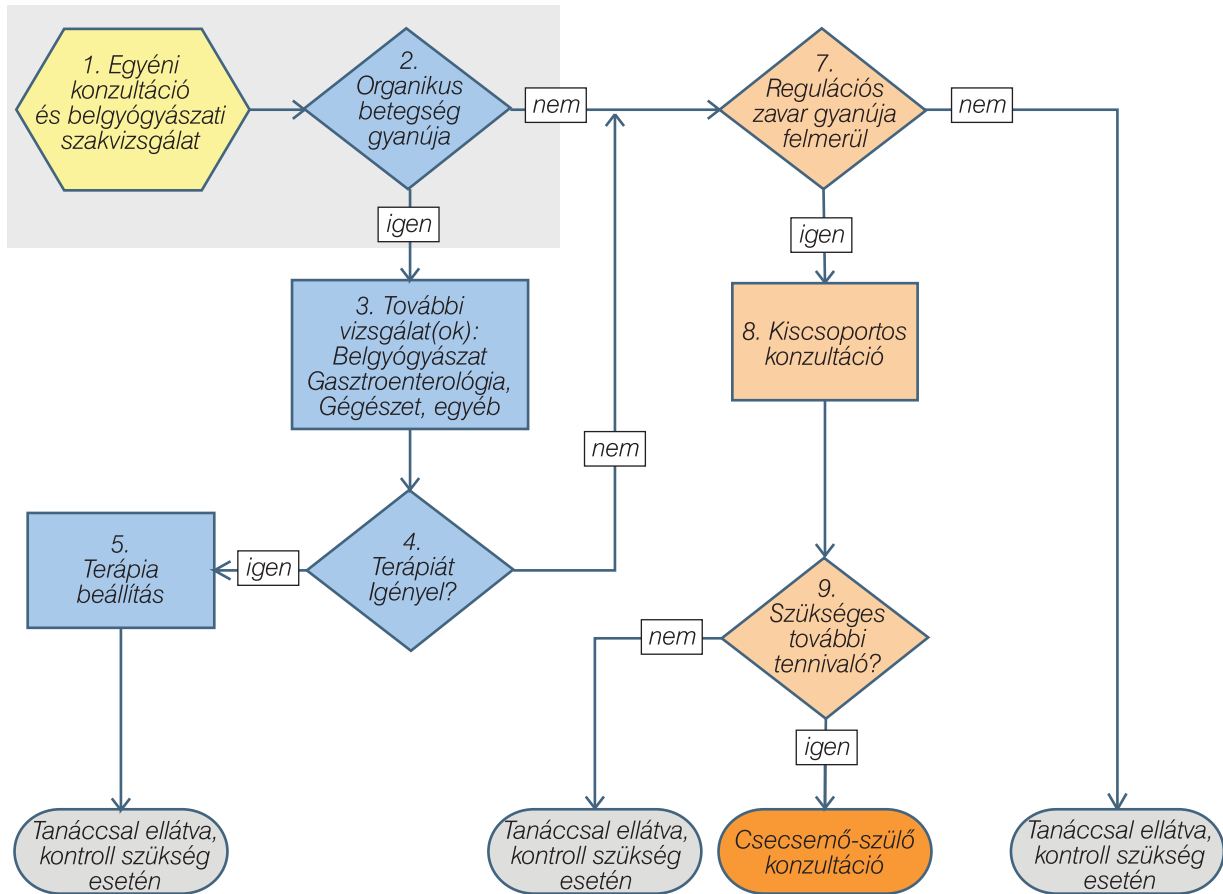 1. Egyéni
konzultáció
és belgyógyászati
szakvizsgálat
2.
Organikus
betegség
gyanúja
nem
igen
3. További
vizsgálat(ok):
Belgyógyászat
Gasztroenterológia,
Gégészet, egyéb
4.
Terápiát
Igényel?
nem
igen
5.
Terápia
beállítás
Tanáccsal ellátva,
kontroll szükség
esetén
7.
Regulációs
zavar gyanúja
felmerül
nem
igen
8. Kiscsoportos
konzultáció
9.
Szükséges
további
tennivaló?
nem
igen
Tanáccsal ellátva,
kontroll szükség
esetén
Csecsemő-szülő
konzultáció
Tanáccsal ellátva,
kontroll szükség
esetén